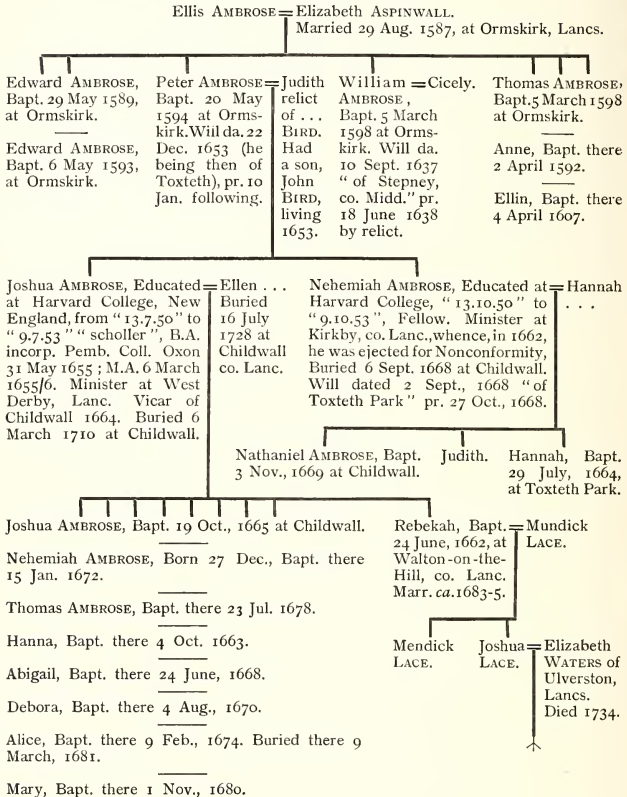 Ellis AMBROSE = Elizabeth ASPINWALL.
Married 29 Aug. 1587, at Ormskirk, Lancs.
Edward AMBROSE,
Bapt. 29 May 1589,
at Ormskirk.
Edward AMBROSE,
Bapt. 6 May 1593,
at Ormskirk.
Peter AMBROSE =
Bapt. 20 May
1594 at Orms-
kirk. Will da. 22
Dec. 1653 (he
being then of
Toxteth), pr. 10
Jan. following.
Judith
relict
of . . .
BIRD.
Had
a son,
John
BIRD,
living
1653.
William = Cicely.
AMBROSE,
Bapt. 5 March
1598 at Orms-
kirk. Will da.
10 Sept. 1637
“ of Stepney,
co. Midd.” pr.
18 June 1638
by relict.
Thomas AMBROSE,
Bapt. 5 March 1598
at Ormskirk.
Anne, Bapt. there
2 April 1592.
Ellin, Bapt. there
4 April 1607.
Joshua AMBROSE, Educated =
at Harvard College, New
England, from “ 13.7.50 ” to
“ 9.7.53 ” “ scholler ”, B.A.
incorp. Pemb. Coll. Oxon
31 May 1655 ; M.A. 6 March
1655/6. Minister at West
Derby, Lanc. Vicar of
Childwall 1664. Buried 6
March 1710 at Childwall.
Ellen . . .
Buried
16 July
1728 at
Childwall
co. Lanc.
Nehemiah AMBROSE, Educated at =
Harvard College, “ 13.10.50 ” to
“ 9.10.53 ”, Fellow. Minister at
Kirkby, co. Lanc., whence, in 1662,
he was ejected for Nonconformity,
Buried 6 Sept. 1668 at Childwall.
Will dated 2 Sept., 1668 “ of
Toxteth Park ” pr. 27 Oct., 1668.
Hannah
. . .
Nathaniel AMBROSE, Bapt.
3 Nov., 1669 at Childwall.
Judith.
Hannah, Bapt.
29 July, 1664,
at Toxteth Park.
Joshua AMBROSE, Bapt. 19 Oct., 1665 at Childwall.
Nehemiah AMBROSE, Born 27 Dec., Bapt. there
15 Jan. 1672.
Thomas AMBROSE, Bapt. there 23 Jul. 1678.
Hanna, Bapt. there 4 Oct. 1663.
Abigail, Bapt. there 24 June, 1668.
Debora, Bapt. there 4 Aug., 1670.
Alice, Bapt. there 9 Feb., 1674. Buried there 9
March, 1681.
Mary, Bapt. there 1 Nov., 1680.
Rebekah, Bapt. =
24 June, 1662, at
Walton-on-the-
Hill, co. Lanc.
Marr. ca. 1683-5.
Mundick
LACE.
Mendick
LACE.
Joshua =
LACE.
Elizabeth
WATERS of
Ulverston,
Lancs.
Died 1734.